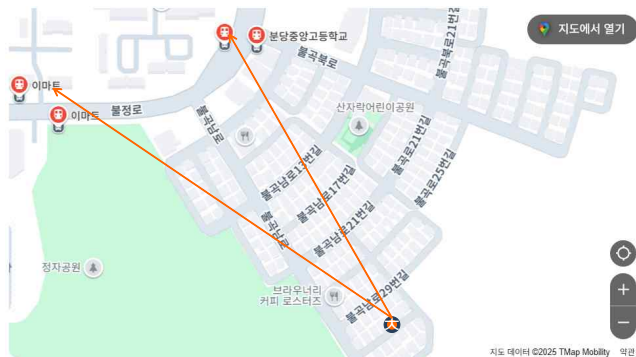 지도에서 열기
분당중앙고등학교
불곡북로
불곡북로21번길
이마트
이마트
불정로
불곡남로
산자락어린이공원
불곡로21번길
불곡로25번길
불곡남로13번길
불곡남로17번길
불곡남로
불곡남로21번길
정자공원
브라우너리
커피 로스터즈
불곡남로29번길
지도 데이터 ©2025 TMap Mobility 약관